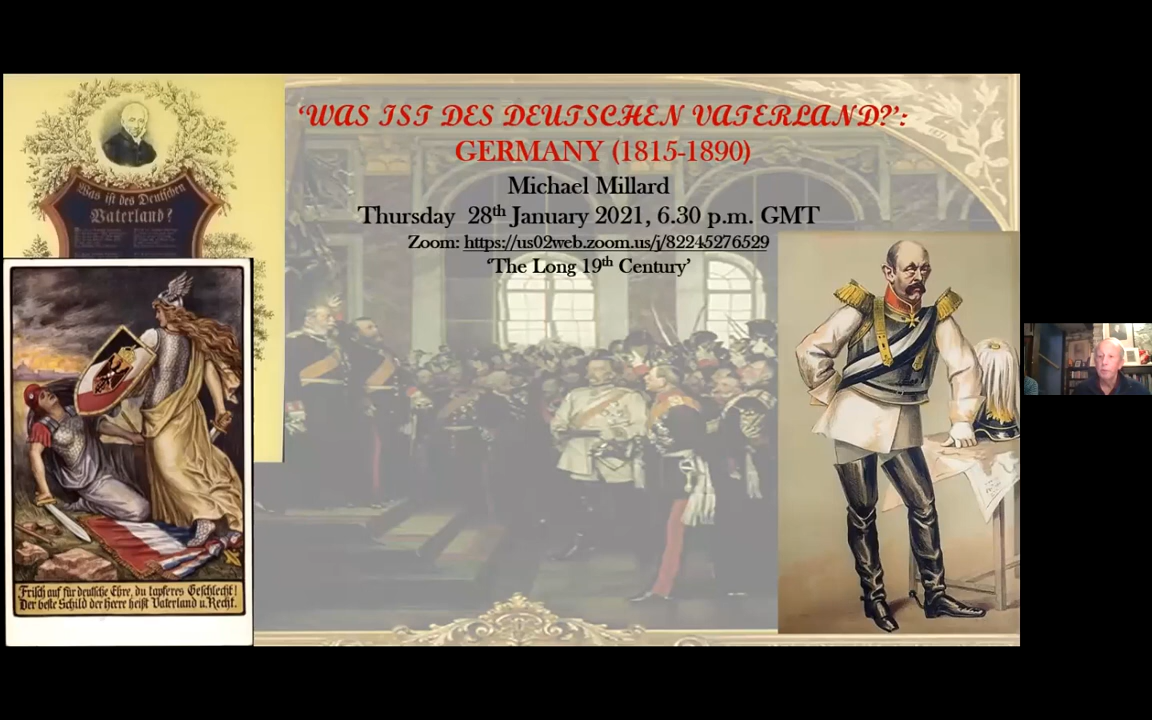 ‘WAS IST DES DEUTSCHEN VATERLAND?’:
GERMANY (1815-1890)
Michael Millard
Thursday 28th January 2021, 6.30 p.m. GMT
Zoom: https://us02web.zoom.us/j/82245276529
‘The Long 19th Century’
Was ist des Deutschen
Vaterland?
Frisch auf für deutsche Ehre, du tapferes Geschlecht!
Der beste Schild der Heere heißt Vaterland u. Recht.